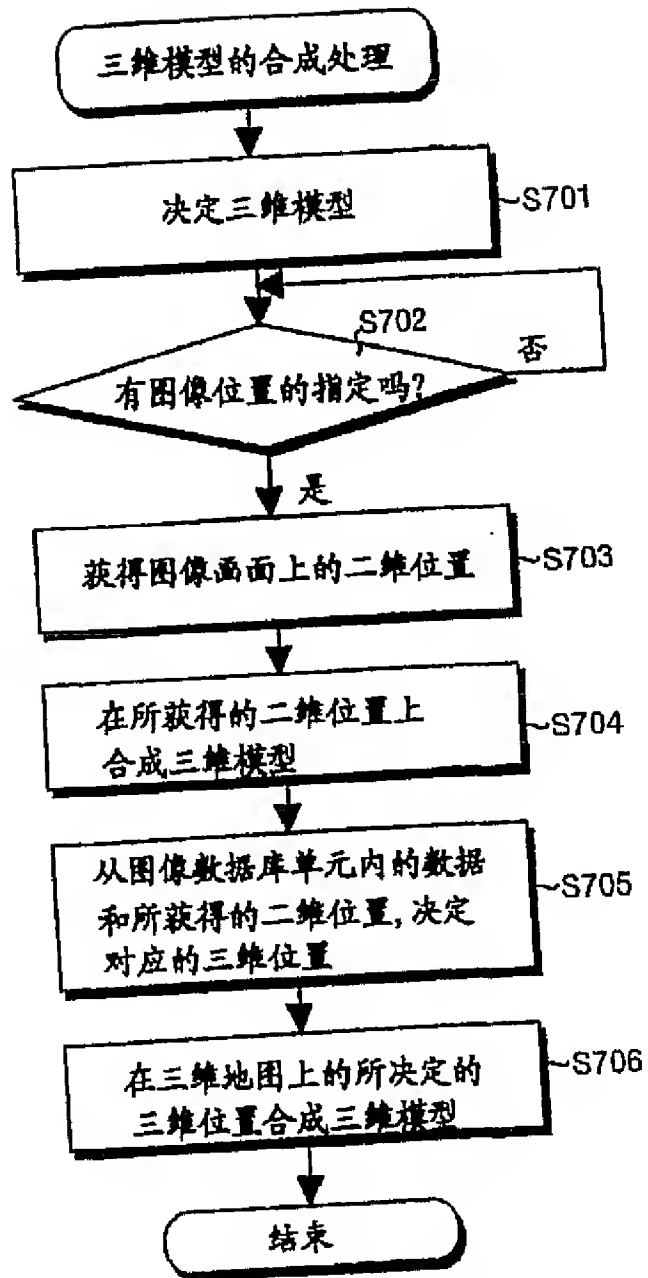 三维模型的合成处理
决定三维模型
S701
S702
否
有图像位置的指定吗?
是
获得图像画面上的二维位置
S703
在所获得的二维位置上
合成三维模型
S704
从图像数据库单元内的数据
和所获得的二维位置,决定
对应的三维位置
S705
在三维地图上的所决定的
三维位置合成三维模型
S706
结束